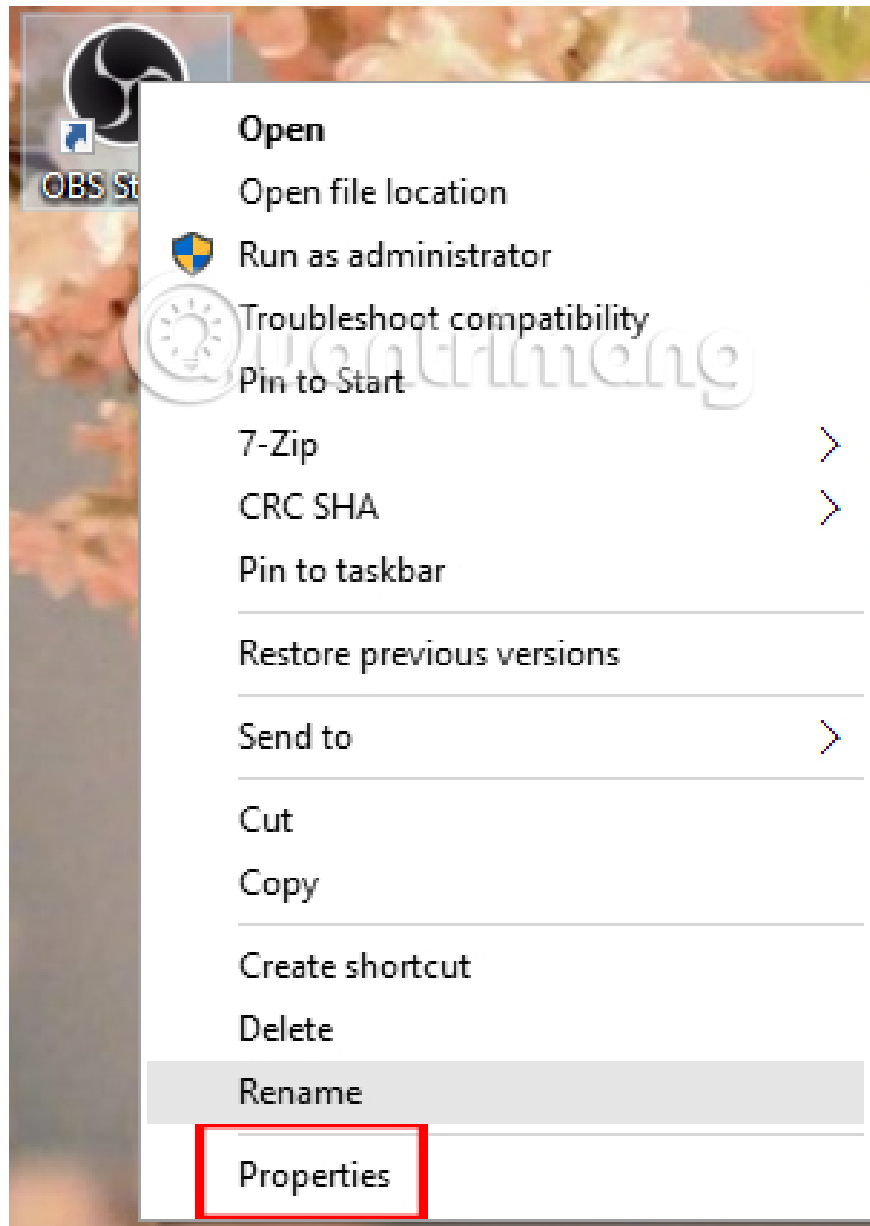 OBS St
Open
Open file location
Run as administrator
Troubleshoot compatibility
Quantrimang
Pin to Start
7-Zip
CRC SHA
Pin to taskbar
Restore previous versions
Send to
Cut
Copy
Create shortcut
Delete
Rename
Properties